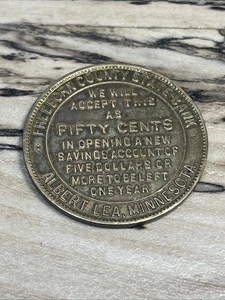 FREEBORN COUNTY STATE BANK
WE WILL
ACCEPT THIS
AS
FIFTY CENTS
IN OPENING A NEW
SAVINGS ACCOUNT OF
FIVE DOLLARS OR
MORE TO BE LEFT
ONE YEAR
ALBERT LEA, MINNESOTA